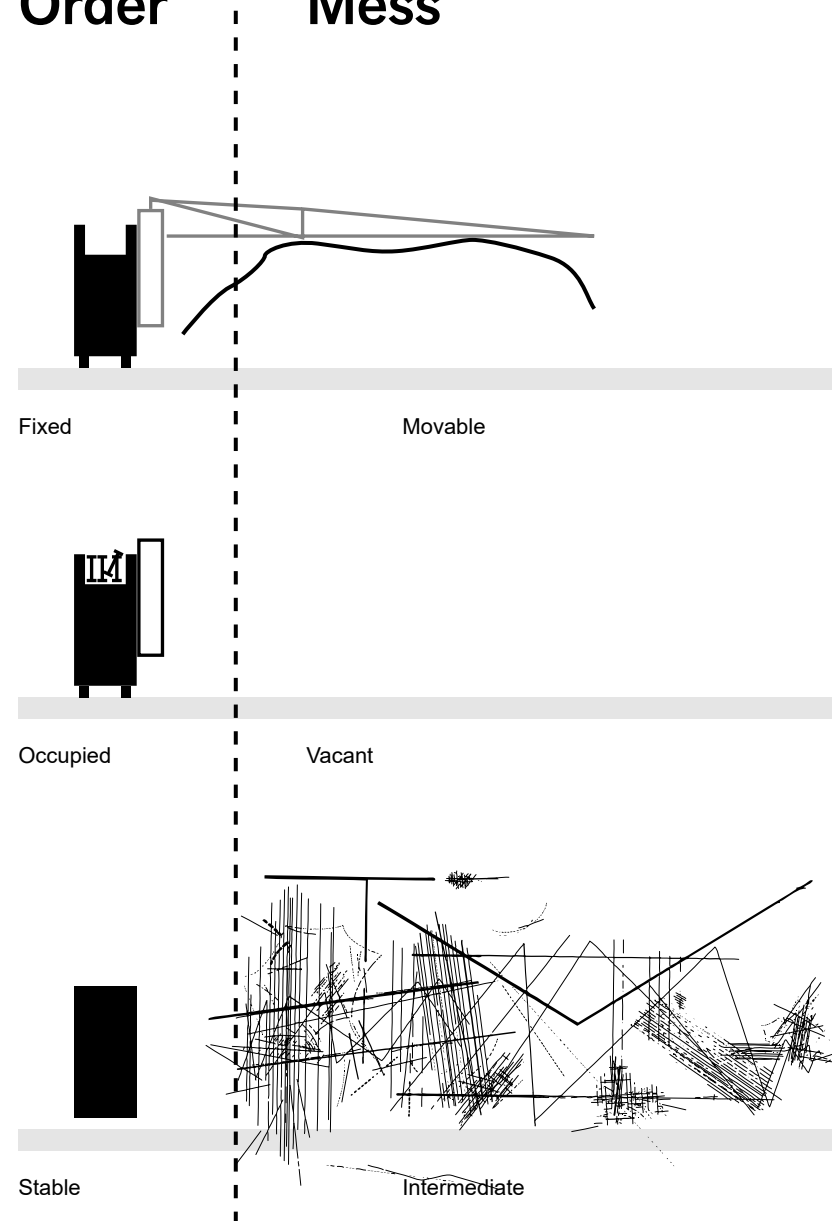 Order Mess
Fixed Movable
Occupied Vacant
Stable Intermediate